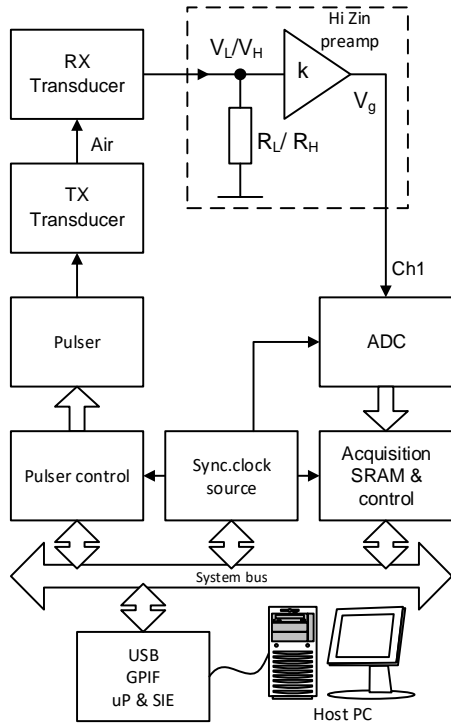 Hi Zin
preamp
RX
Transducer
V_L/V_H
k
V_g
R_L/ R_H
Air
TX
Transducer
Ch1
Pulser
ADC
Pulser control
Sync.clock
source
Acquisition
SRAM &
control
System bus
USB
GPIF
uP & SIE
Host PC